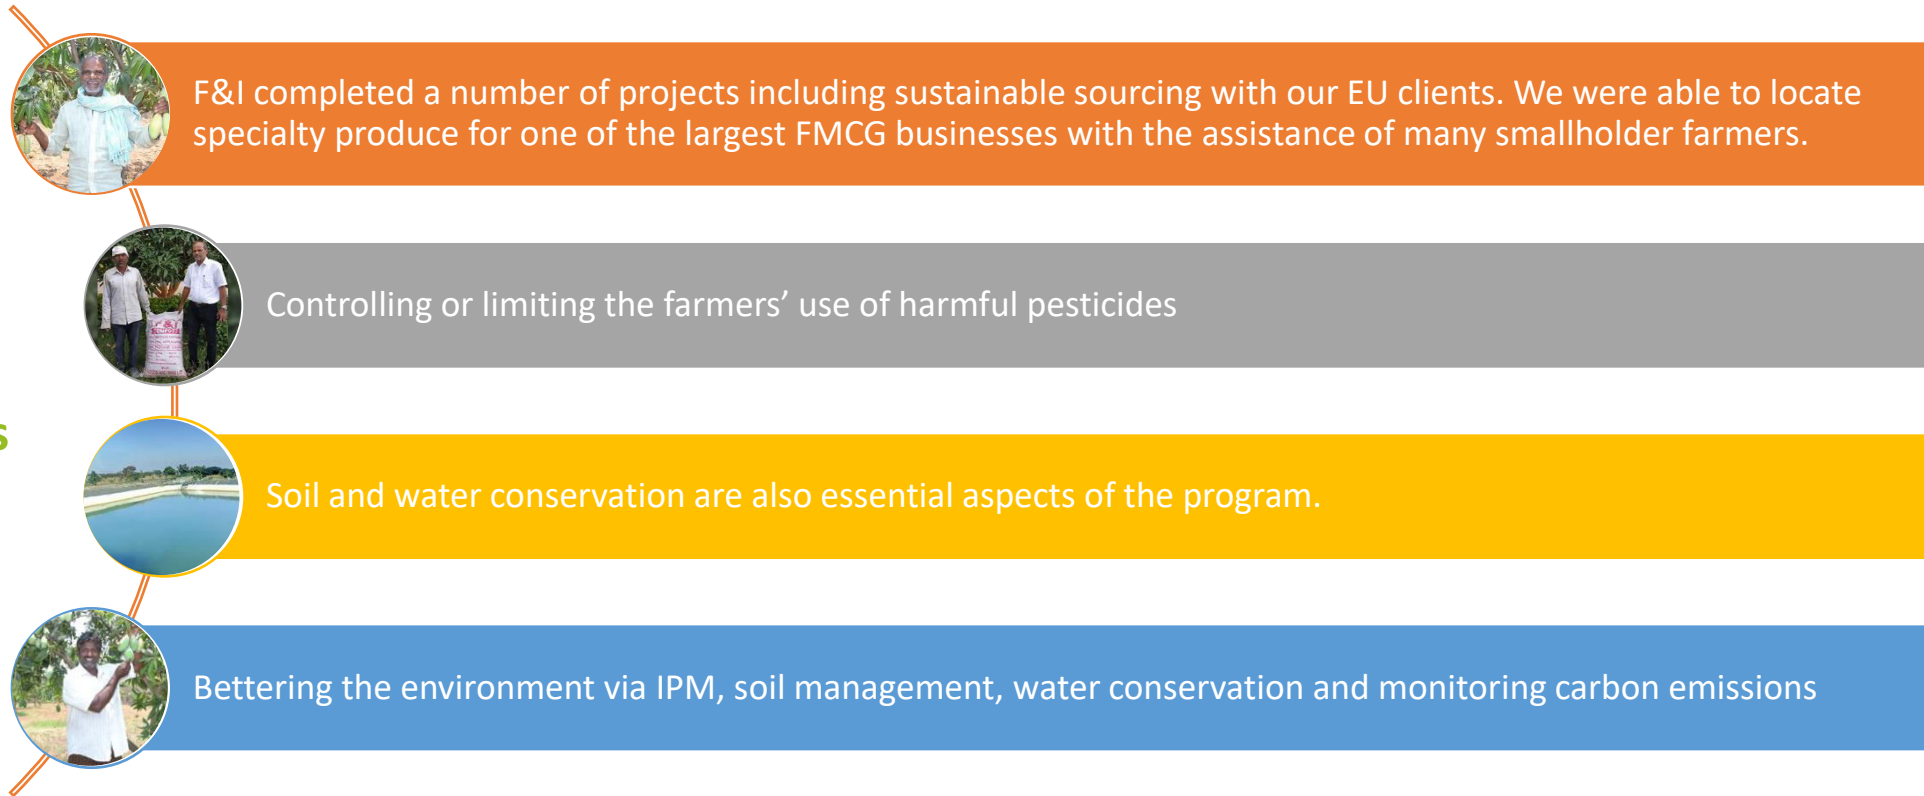 F&I completed a number of projects including sustainable sourcing with our EU clients. We were able to locate
specialty produce for one of the largest FMCG businesses with the assistance of many smallholder farmers.
Controlling or limiting the farmers’ use of harmful pesticides
F & I
s
Soil and water conservation are also essential aspects of the program.
Bettering the environment via IPM, soil management, water conservation and monitoring carbon emissions